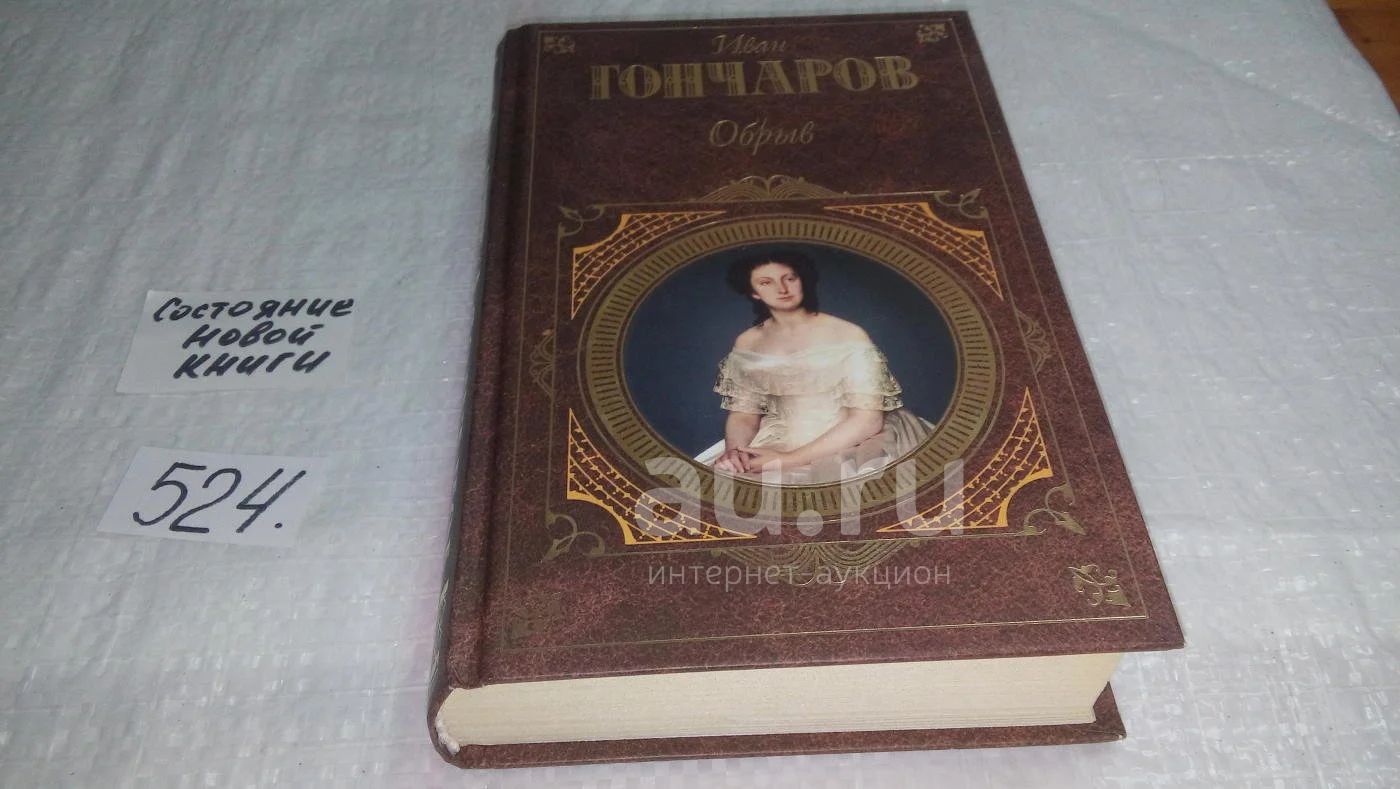 Иван
ГОНЧАРОВ
Обрыв
Состояние
новой
книги
524.
au.ru
интернет-аукцион